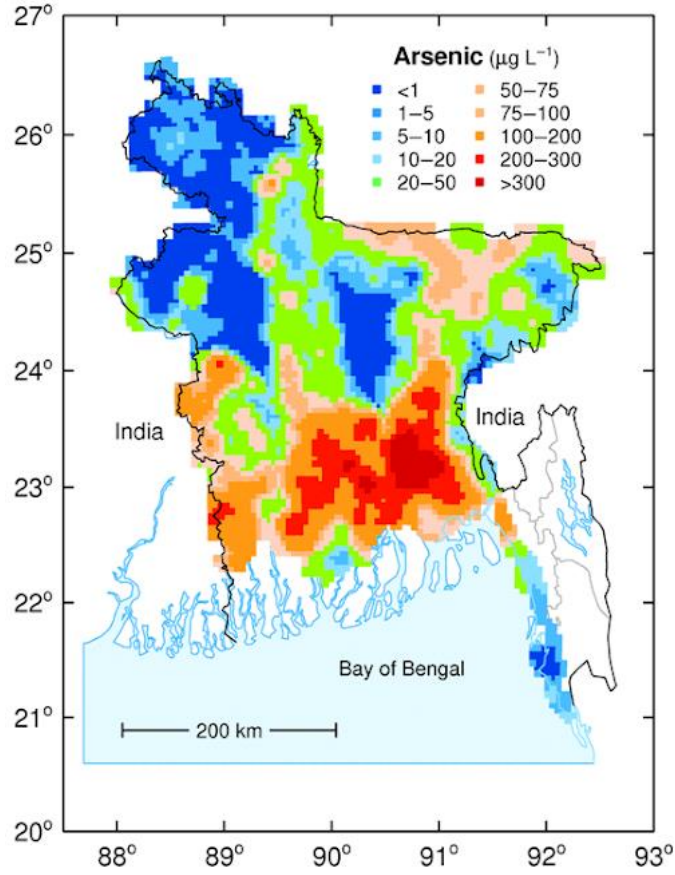 27°
Arsenic (µg L⁻¹)
<1 50–75
1–5 75–100
5–10 100–200
10–20 200–300
20–50 >300
26°
25°
24°
India India
23°
22°
Bay of Bengal
21°
200 km
20°
88° 89° 90° 91° 92° 93°